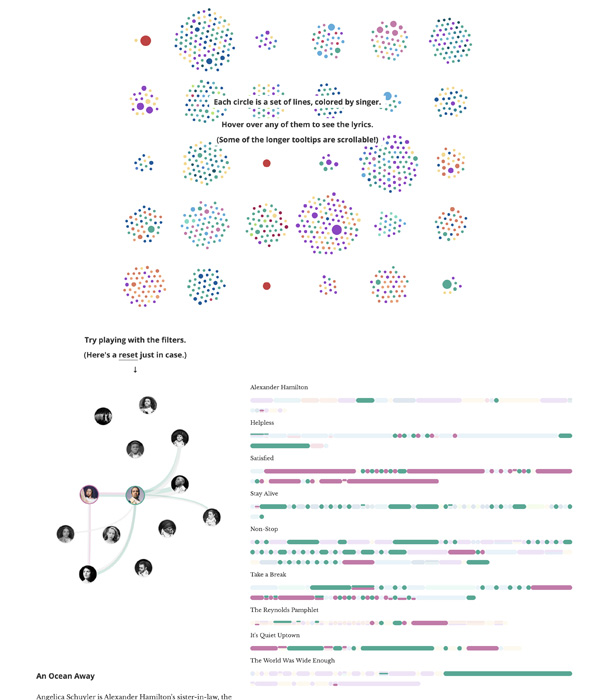 Each circle is a set of lines, colored by singer.
Hover over any of them to see the lyrics.
(Some of the longer tooltips are scrollable!)
Try playing with the filters.
(Here's a reset just in case.)
↓
Alexander Hamilton
Helpless
Satisfied
Stay Alive
Non-Stop
Take a Break
The Reynolds Pamphlet
It's Quiet Uptown
The World Was Wide Enough
An Ocean Away
Angelica Schuyler is Alexander Hamilton's sister-in-law, the